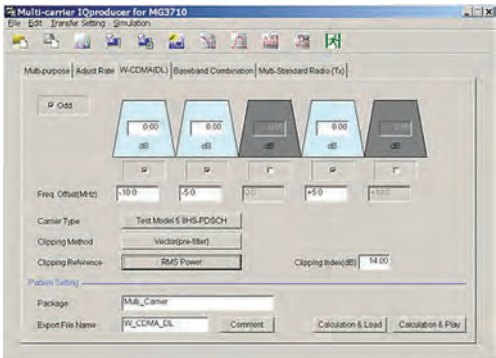 Multi-carrier IQproducer for MG3710
File Edit Transfer Setting Simulation
Multi-purpose Adjust Rate W-CDMA(DL) Baseband Combination Multi-Standard Radio (Tx)
Odd
0.00 0.00 0.00
dB dB dB dB dB
Freq. Offset(MHz) -10.0 -5.0 0.0 +5.0 +10.0
Carrier Type Test Model 5 8HS-PDSCH
Clipping Method Vector(pre-filter)
Clipping Reference RMS Power Clipping Index(dB) 14.00
Pattern Setting
Package Multi_Carrier
Export File Name W_CDMA_DL Comment Calculation & Load Calculation & Play